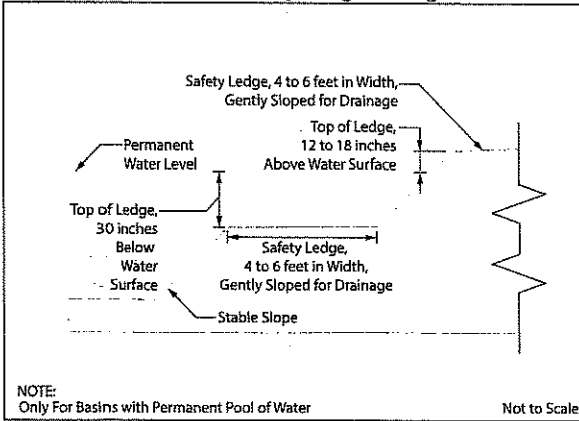 Safety Ledge, 4 to 6 feet in Width,
Gently Sloped for Drainage
Top of Ledge,
12 to 18 inches
Above Water Surface
Permanent
Water Level
Top of Ledge,
30 inches
Below
Water
Surface
Safety Ledge,
4 to 6 feet in Width,
Gently Sloped for Drainage
Stable Slope
NOTE:
Only For Basins with Permanent Pool of Water
Not to Scale